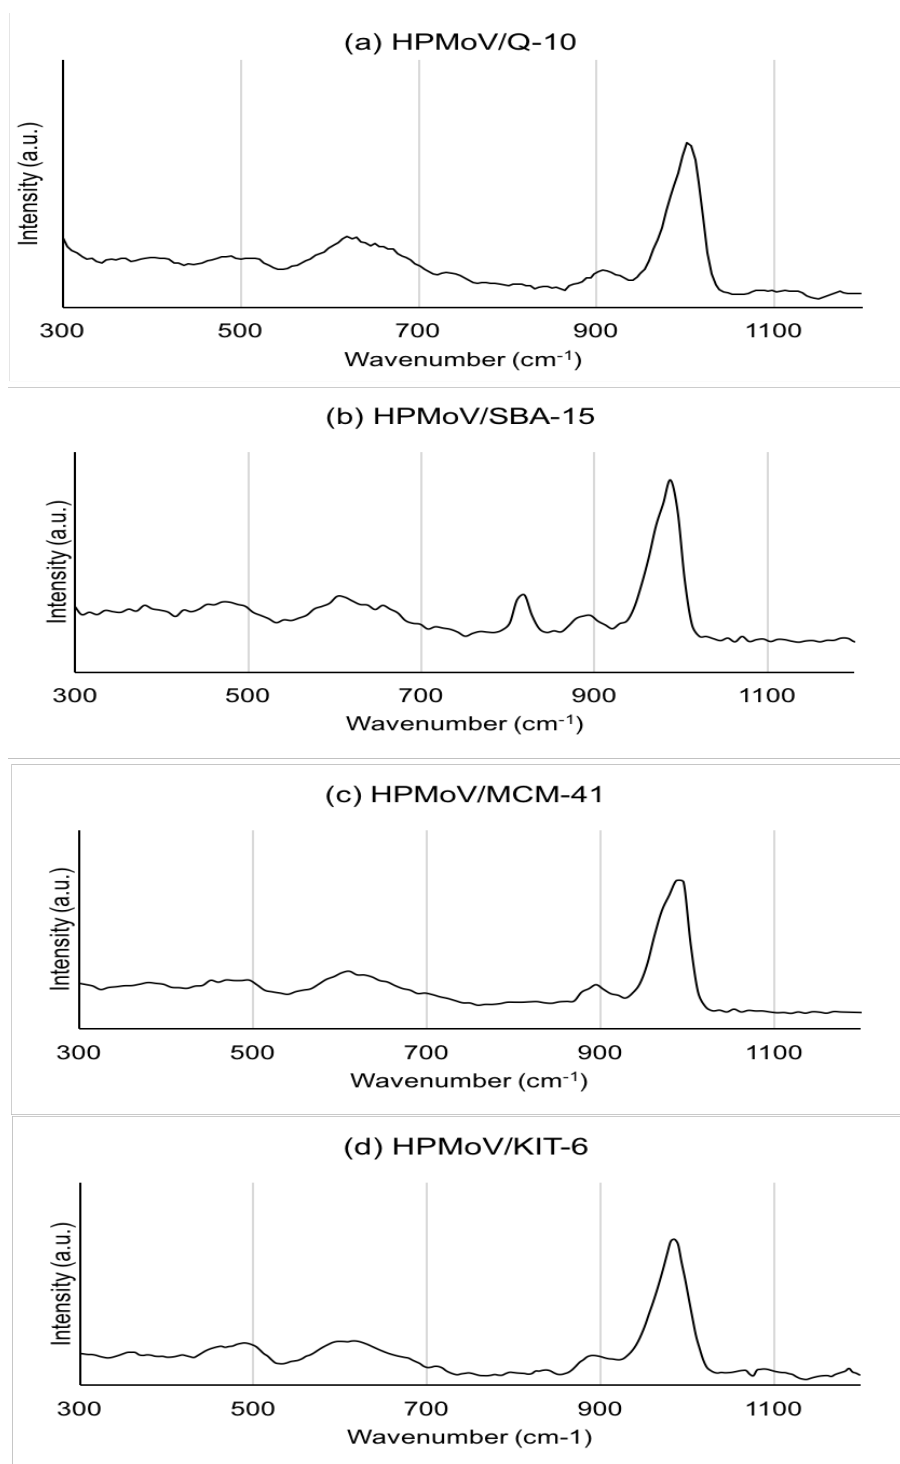 (a) HPMoV/Q-10
Intensity (a.u.)
300 500 700 900 1100
Wavenumber (cm-1)
(b) HPMoV/SBA-15
Intensity (a.u.)
300 500 700 900 1100
Wavenumber (cm-1)
(c) HPMoV/MCM-41
Intensity (a.u.)
300 500 700 900 1100
Wavenumber (cm-1)
(d) HPMoV/KIT-6
Intensity (a.u.)
300 500 700 900 1100
Wavenumber (cm-1)